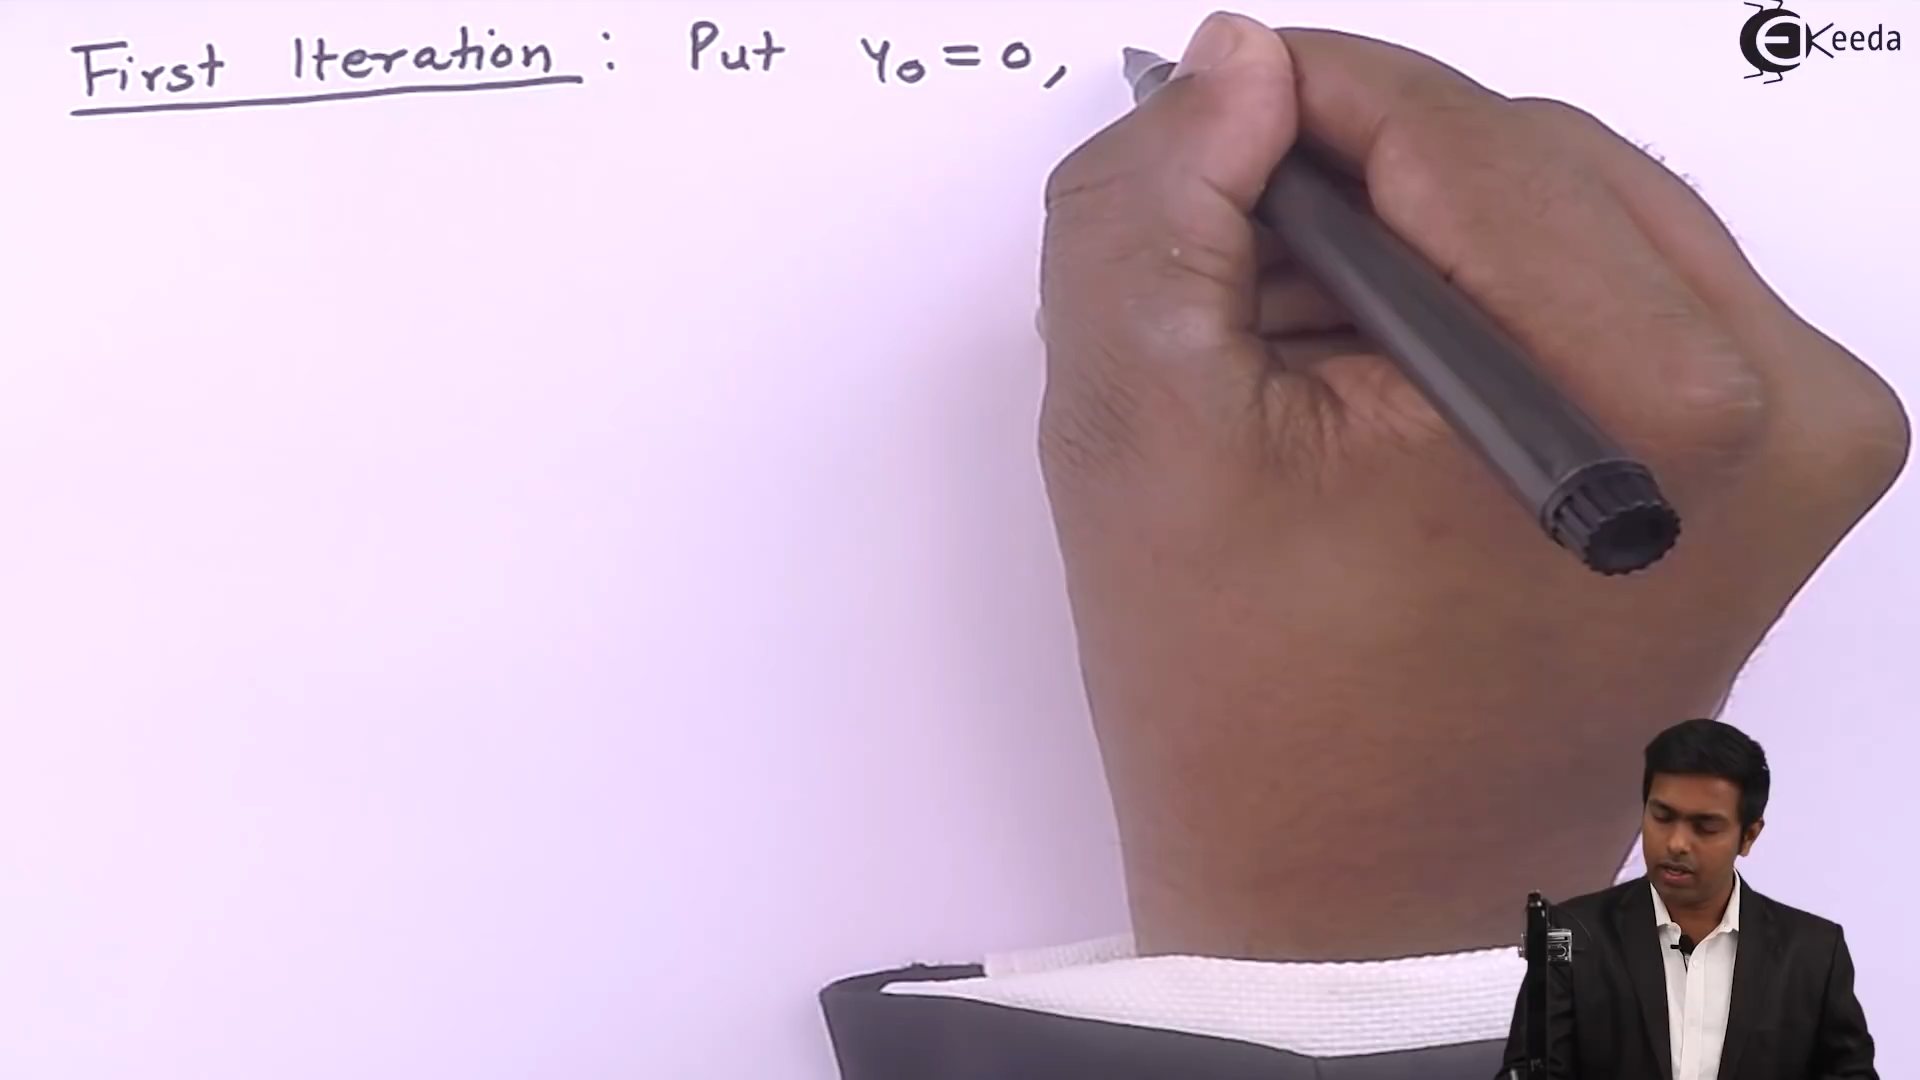 First Iteration : Put y₀ = 0,
EKeeda